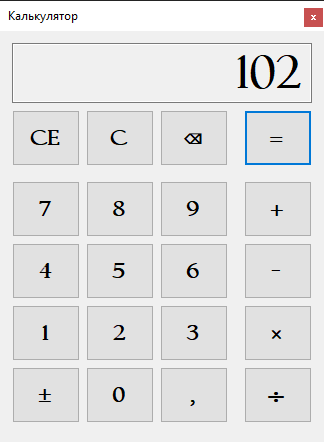 Калькулятор x
102
CE C ⌫ =
7 8 9 +
4 5 6 -
1 2 3 ×
± 0 , ÷